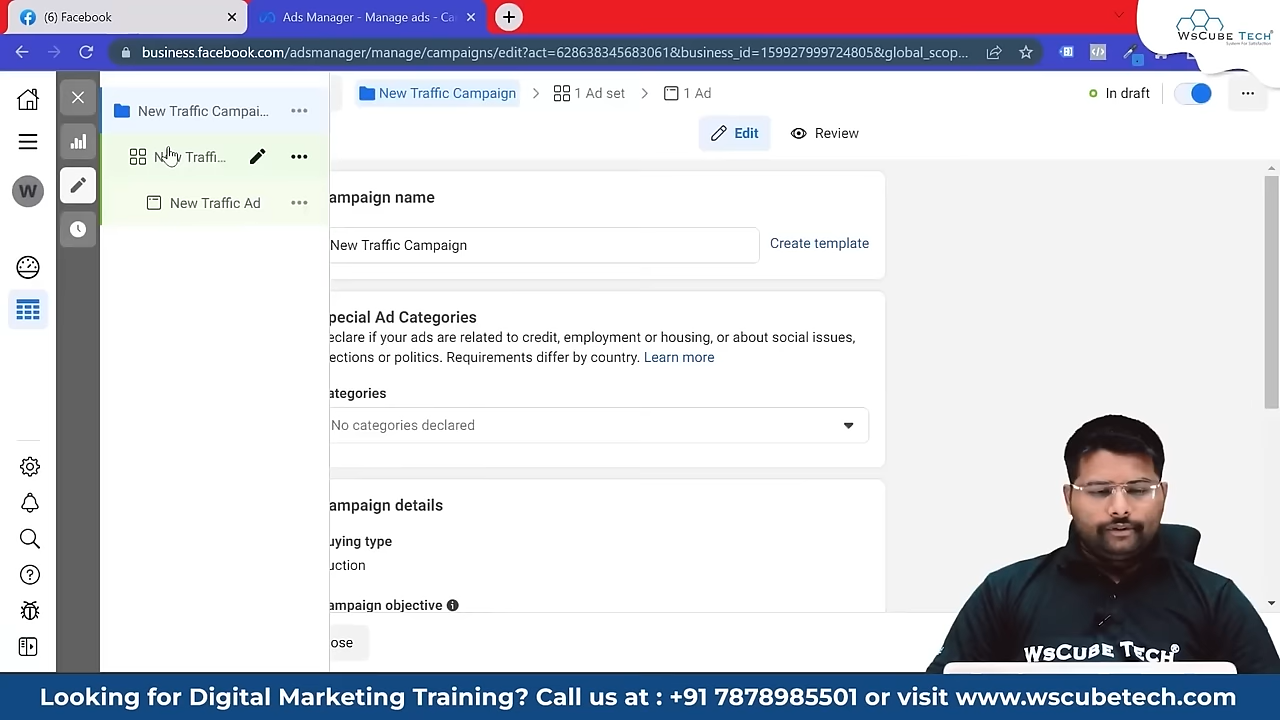 (6) Facebook
Ads Manager - Manage ads - Ca
business.facebook.com/adsmanager/manage/campaigns/edit?act=628638345683061&business_id=159927999724805&global_scop...
WsCUBE TECH
System For Satisfaction
New Traffic Campai...
New Traffic Campaign
1 Ad set
1 Ad
In draft
Edit
Review
W
New Traffi...
New Traffic Ad
ampaign name
New Traffic Campaign
Create template
pecial Ad Categories
eclare if your ads are related to credit, employment or housing, or about social issues,
ections or politics. Requirements differ by country. Learn more
ategories
No categories declared
ampaign details
uying type
uction
ampaign objective
ose
WsCUBE TECH
Looking for Digital Marketing Training? Call us at : +91 7878985501 or visit www.wscubetech.com